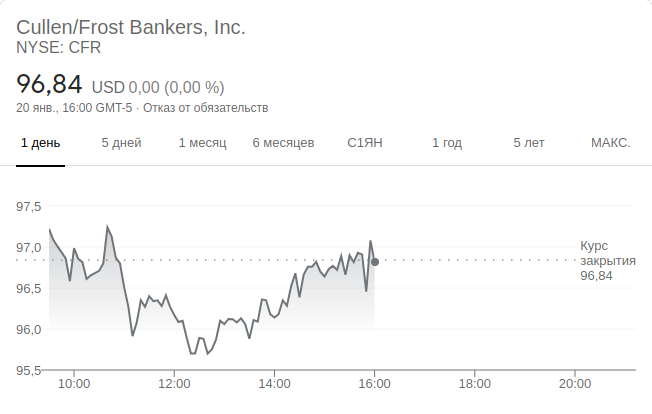 Cullen/Frost Bankers, Inc.
NYSE: CFR
96,84 USD 0,00 (0,00 %)
20 янв., 16:00 GMT-5 · Отказ от обязательств
1 день 5 дней 1 месяц 6 месяцев С1ЯН 1 год 5 лет МАКС.
97,5
97,0
96,5
96,0
95,5
Курс
закрытия
96,84
10:00 12:00 14:00 16:00 18:00 20:00